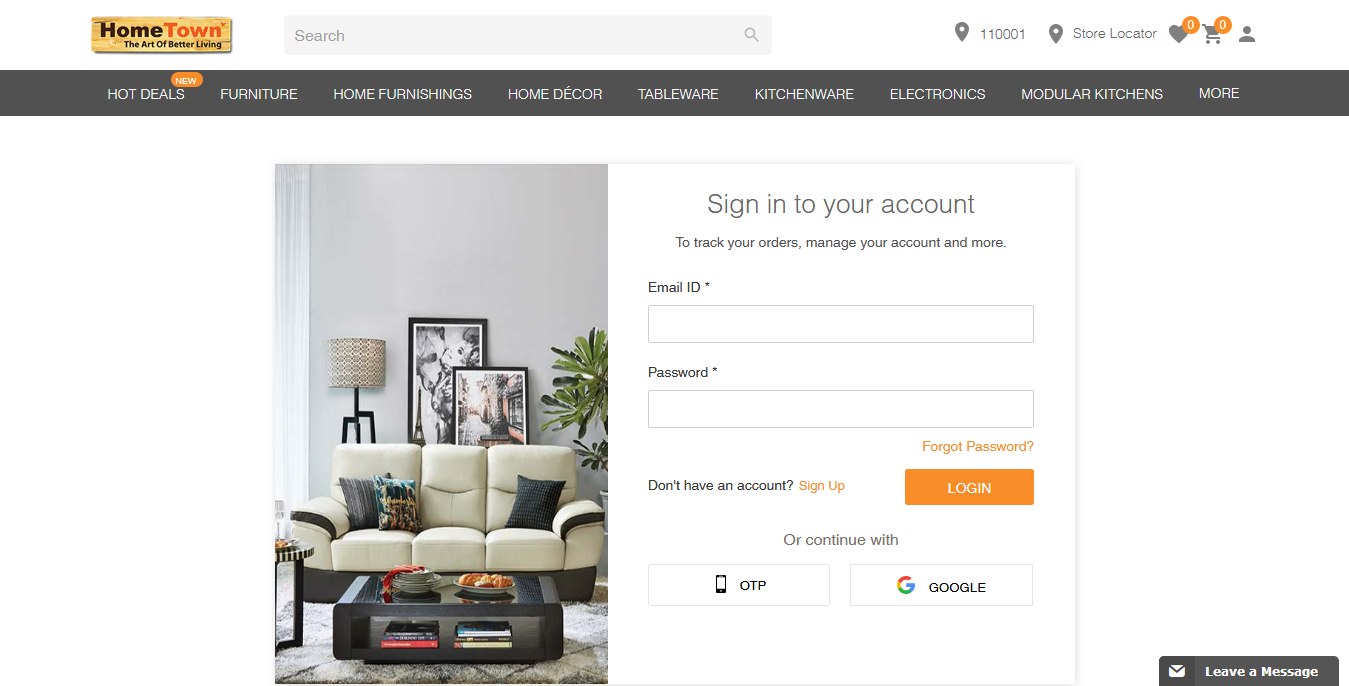 HomeTown
The Art Of Better Living
Search
110001
Store Locator
0
0
HOT DEALS
NEW
FURNITURE
HOME FURNISHINGS
HOME DÉCOR
TABLEWARE
KITCHENWARE
ELECTRONICS
MODULAR KITCHENS
MORE
Sign in to your account
To track your orders, manage your account and more.
Email ID *
Password *
Forgot Password?
Don't have an account? Sign Up
LOGIN
Or continue with
OTP
GOOGLE
Leave a Message